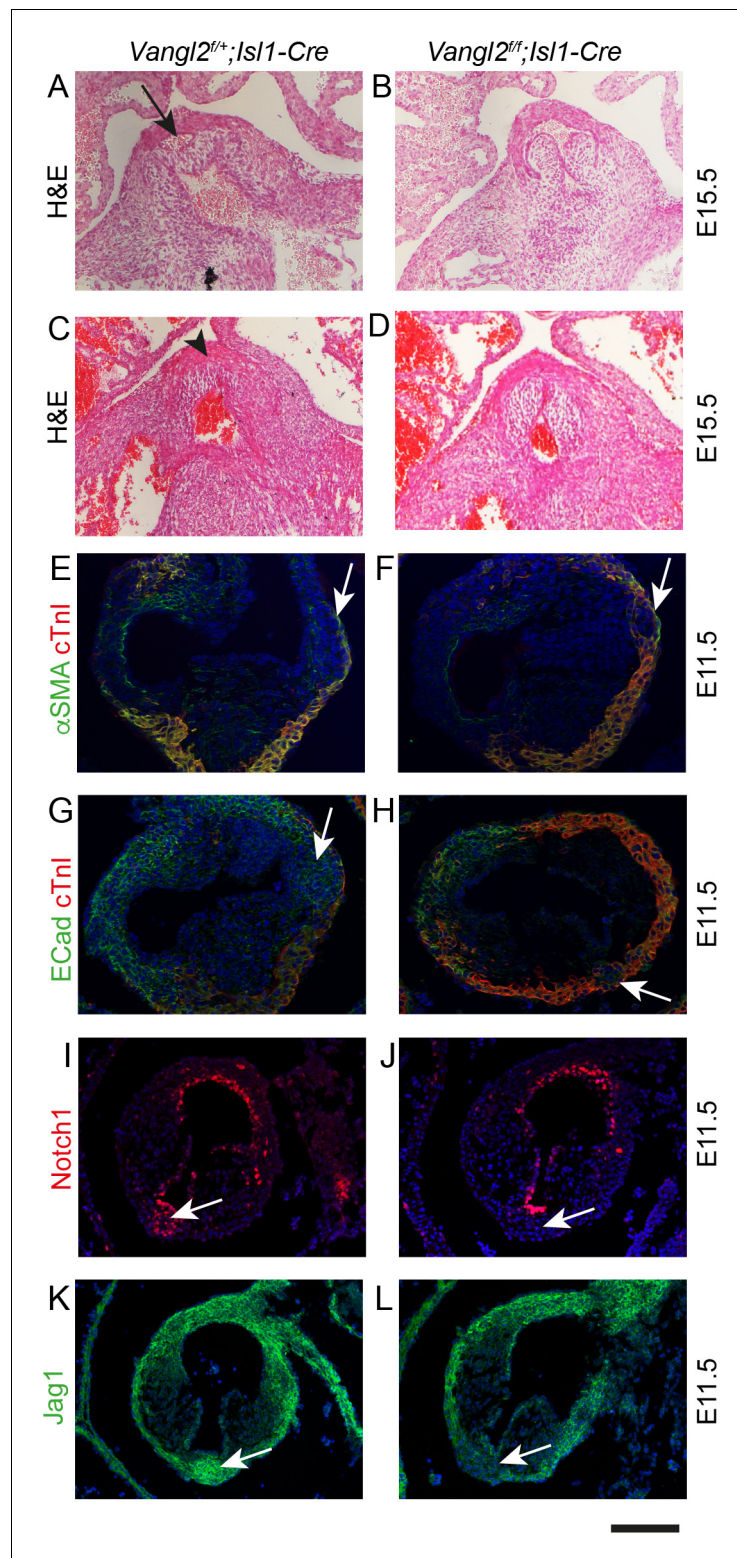 Vangl2f/+;Isl1-Cre
Vangl2f/f;Isl1-Cre
A
B
H&E
E15.5
C
D
H&E
E15.5
E
F
αSMA cTnI
E11.5
G
H
ECad cTnI
E11.5
I
J
Notch1
E11.5
K
L
Jag1
E11.5